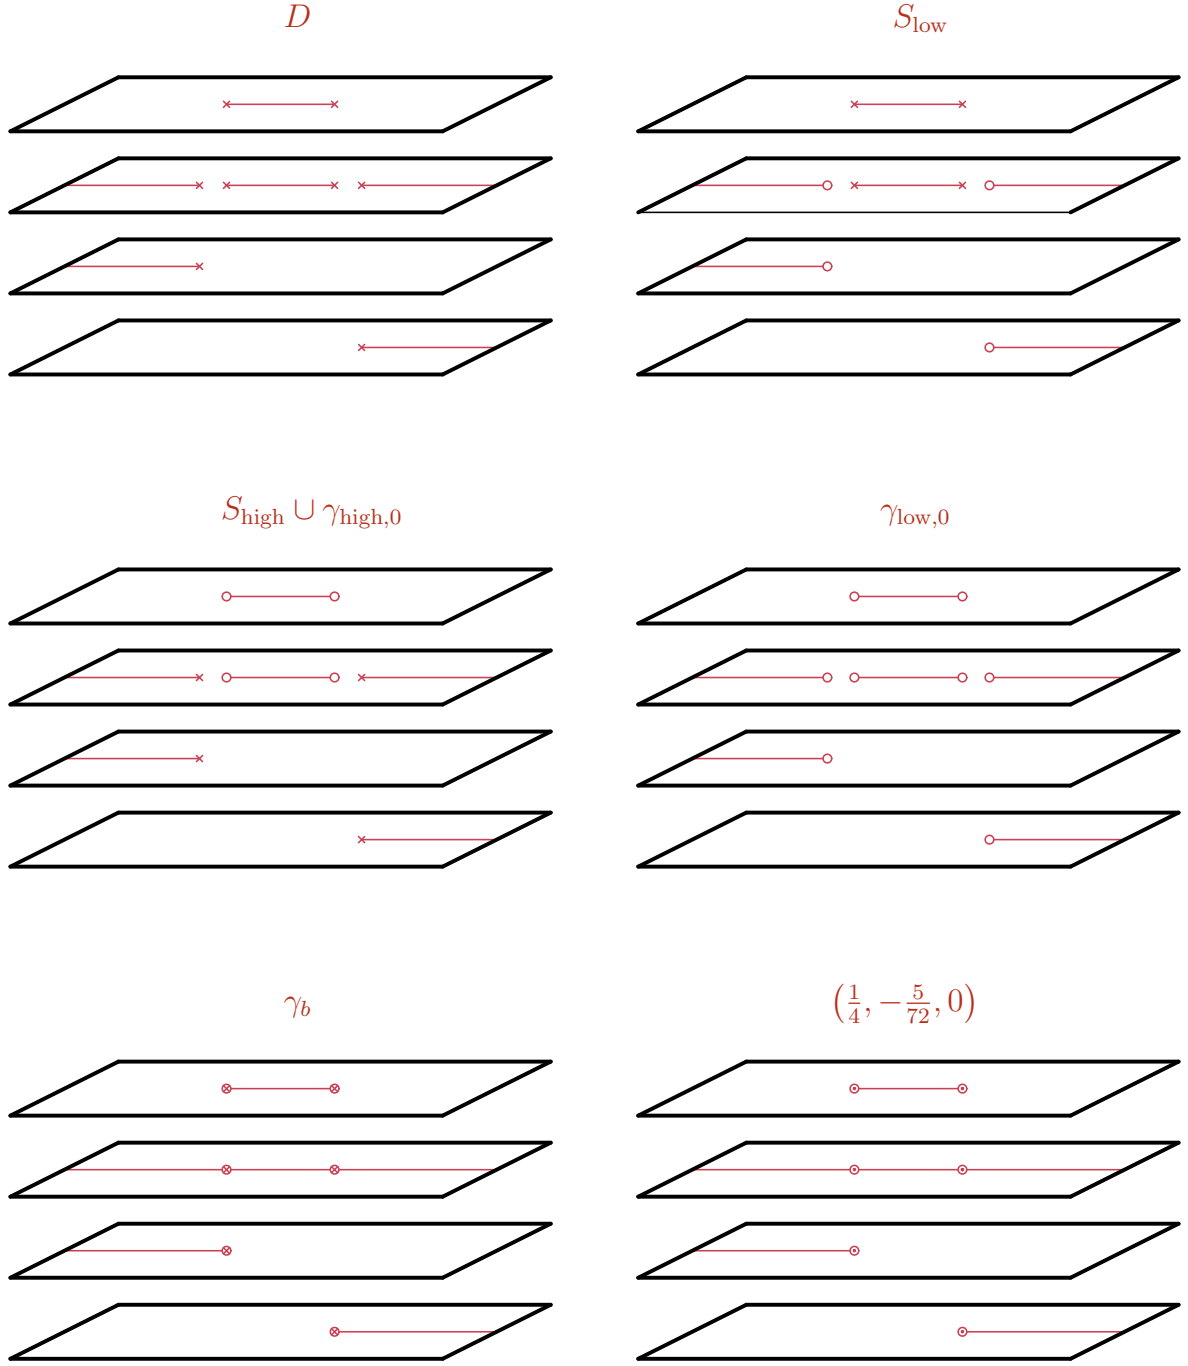 D
S_low
S_high ∪ γ_high,0
γ_low,0
γ_b
(1/4, −5/72, 0)